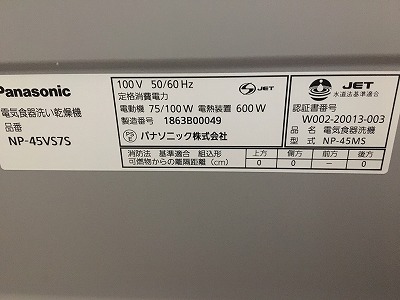 Panasonic
電気食器洗い乾燥機
品番
NP-45VS7S
100 V 50/60 Hz
定格消費電力
電動機 75/100 W 電熱装置 600 W
製造番号 1863B00049
PS E パナソニック株式会社
JET
JET
水道法基準適合
認証書番号
W002-20013-003
品 名 電気食器洗機
型 式 NP-45MS
消防法 基準適合 組込形
可燃物からの離隔距離(cm)
上方 側方 前方 後方
0 0 － 0